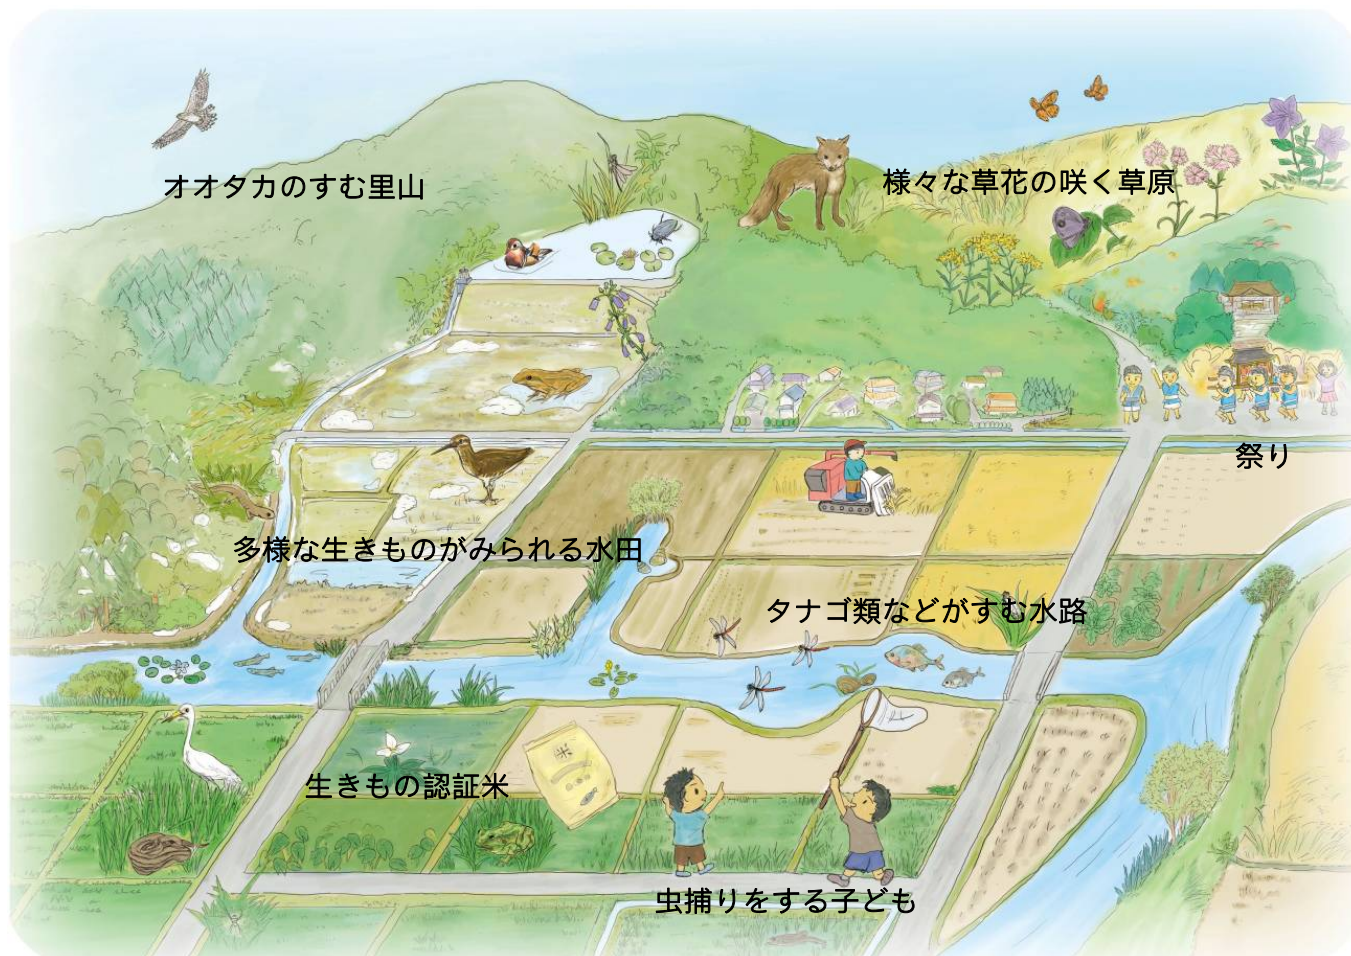 オオタカのすむ里山
様々な草花の咲く草原
祭り
多様な生きものがみられる水田
タナゴ類などがすむ水路
米
生きもの認証米
虫捕りをする子ども